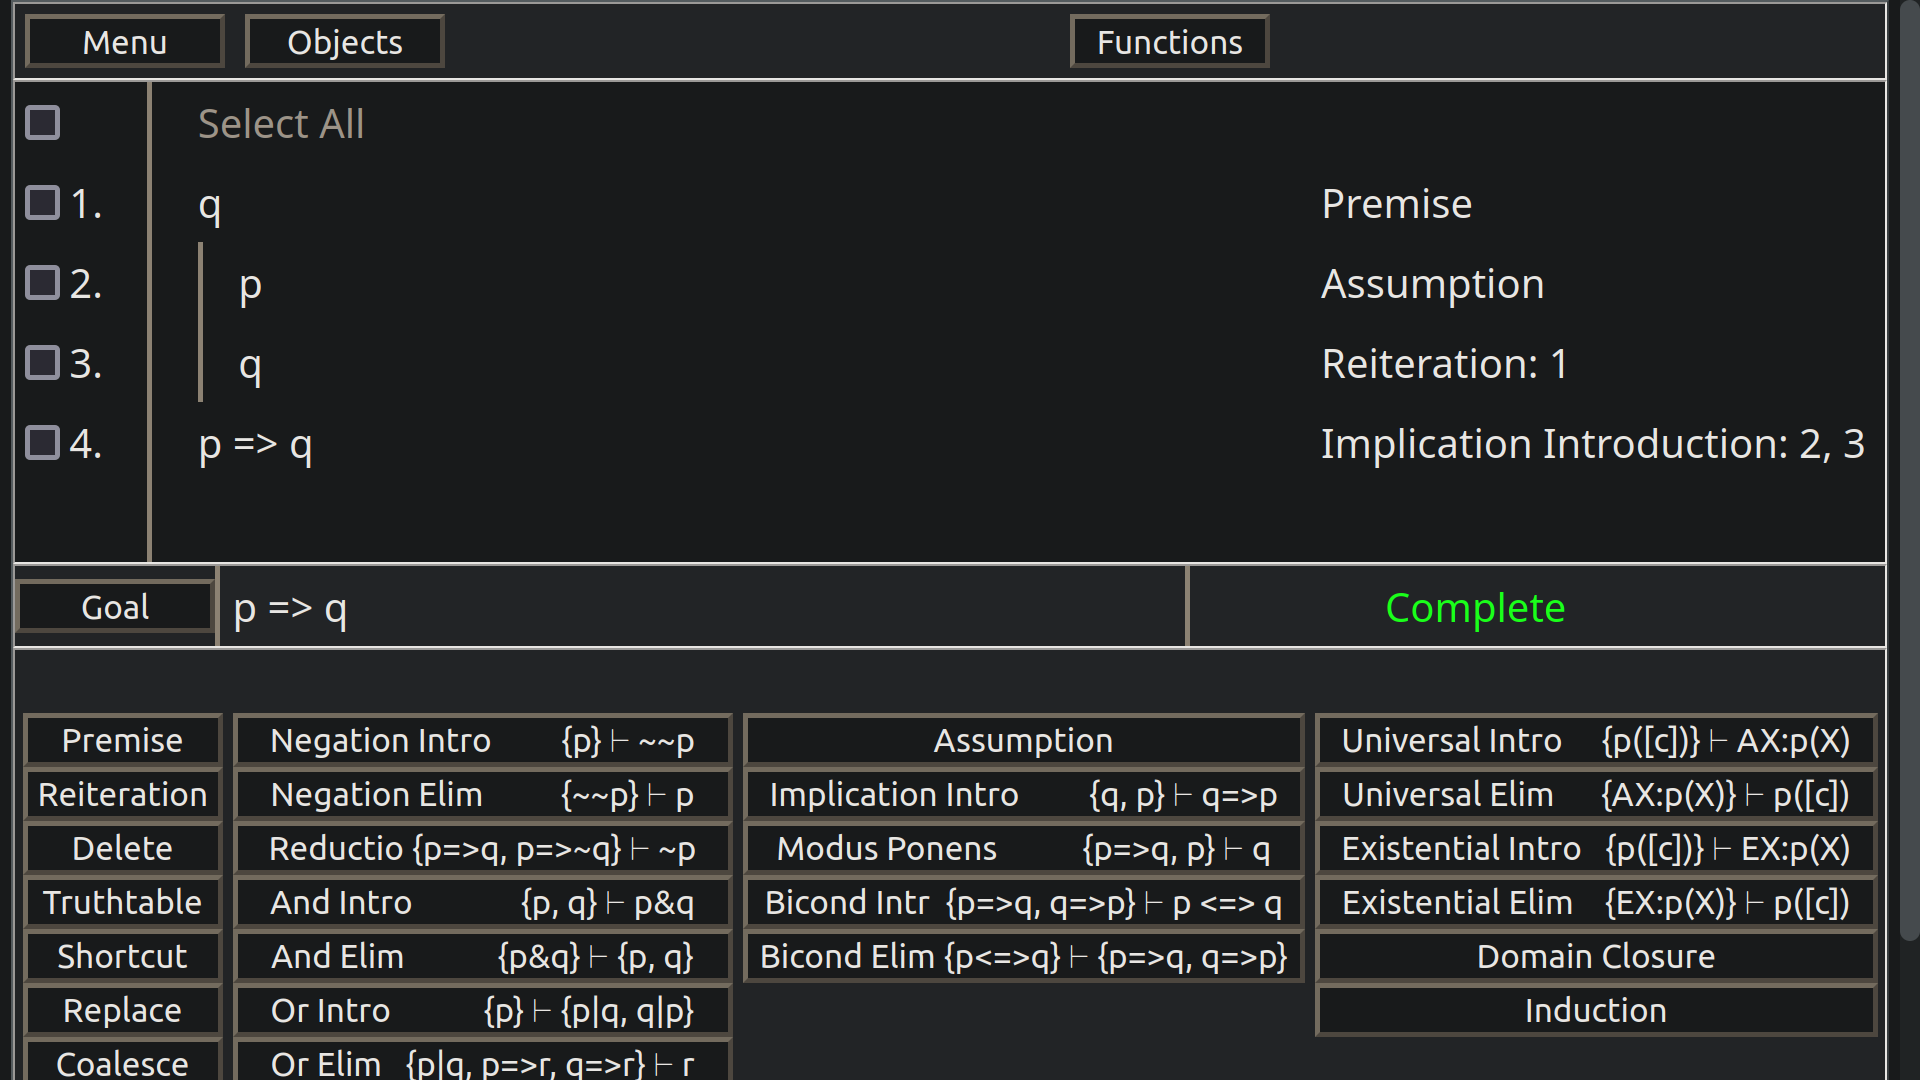 Menu Objects Functions
Select All
1. q Premise
2. p Assumption
3. q Reiteration: 1
4. p => q Implication Introduction: 2, 3
Goal p => q Complete
Premise Negation Intro {p} ⊢ ~~p Assumption Universal Intro {p([c])} ⊢ AX:p(X)
Reiteration Negation Elim {~~p} ⊢ p Implication Intro {q, p} ⊢ q=>p Universal Elim {AX:p(X)} ⊢ p([c])
Delete Reductio {p=>q, p=>~q} ⊢ ~p Modus Ponens {p=>q, p} ⊢ q Existential Intro {p([c])} ⊢ EX:p(X)
Truthtable And Intro {p, q} ⊢ p&q Bicond Intr {p=>q, q=>p} ⊢ p <=> q Existential Elim {EX:p(X)} ⊢ p([c])
Shortcut And Elim {p&q} ⊢ {p, q} Bicond Elim {p<=>q} ⊢ {p=>q, q=>p} Domain Closure
Replace Or Intro {p} ⊢ {p|q, q|p} Induction
Coalesce Or Elim {p|q, p=>r, q=>r} ⊢ r